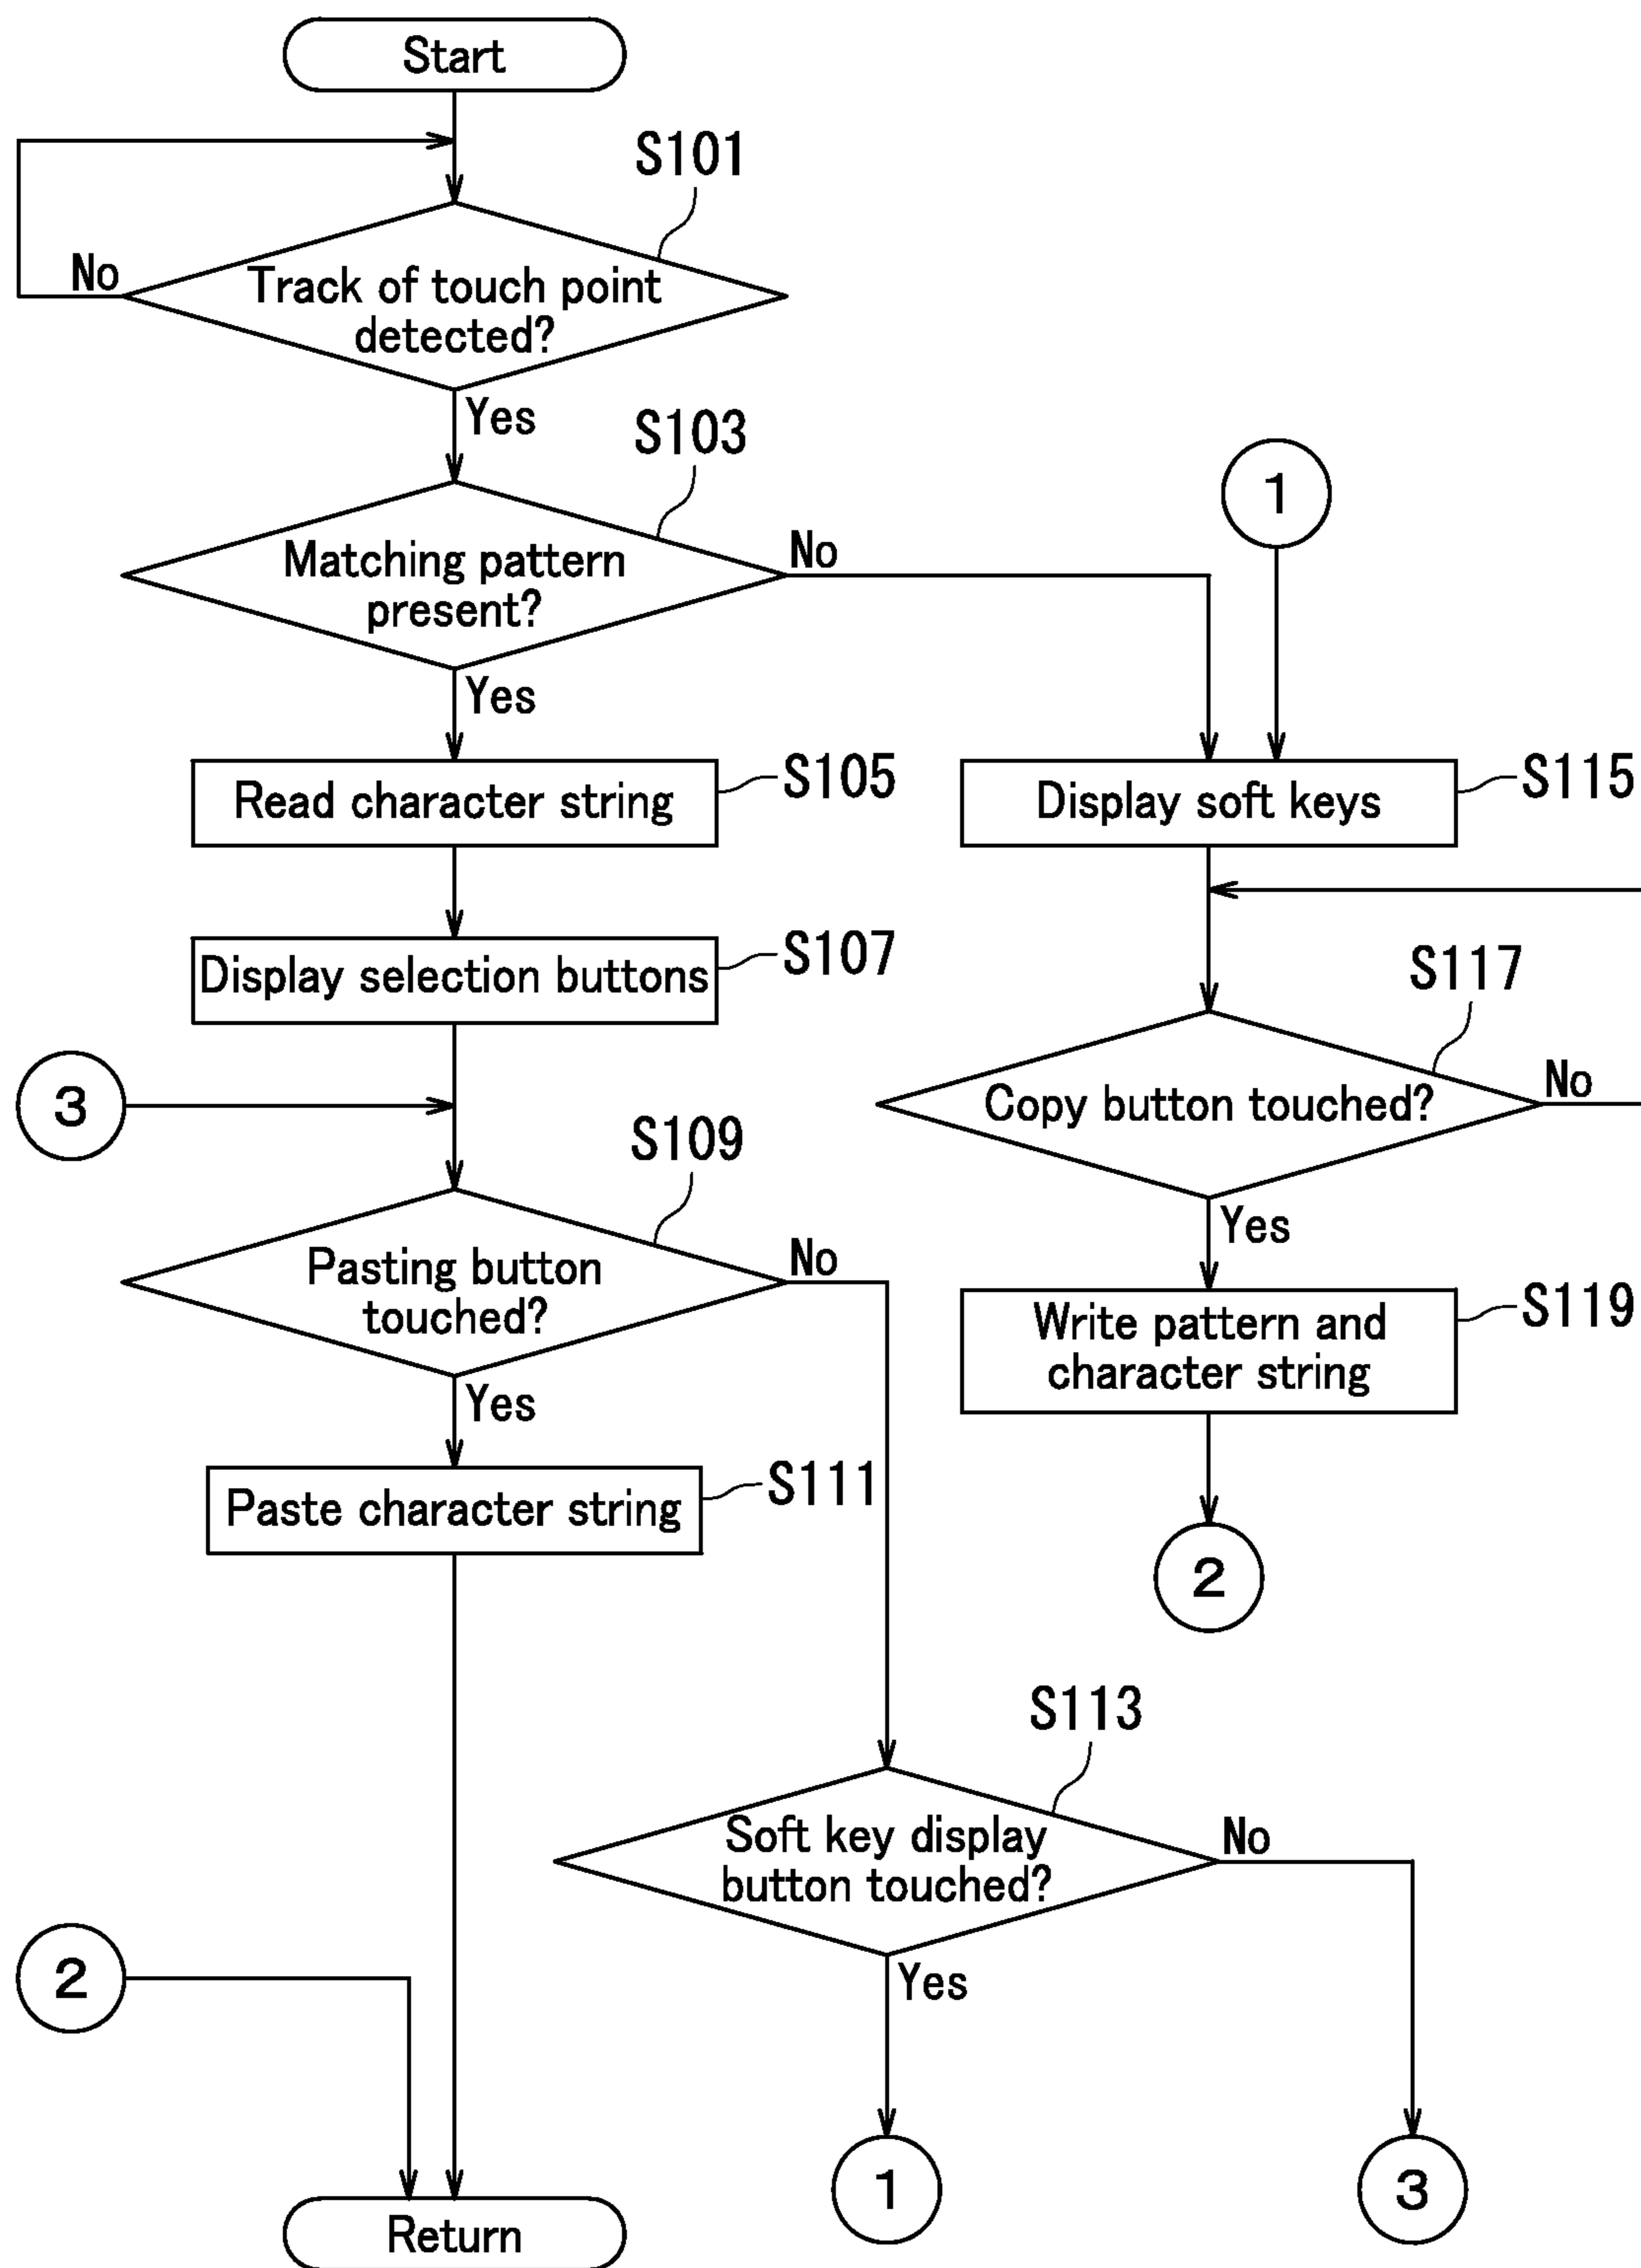 Start
S101
No
Track of touch point
detected?
Yes
S103
1
Matching pattern
present?
No
Yes
Read character string
S105
Display soft keys
S115
Display selection buttons
S107
S117
3
Copy button touched?
No
S109
Pasting button
touched?
No
Yes
Write pattern and
character string
S119
Yes
Paste character string
S111
2
S113
Soft key display
button touched?
No
2
Yes
1
3
Return